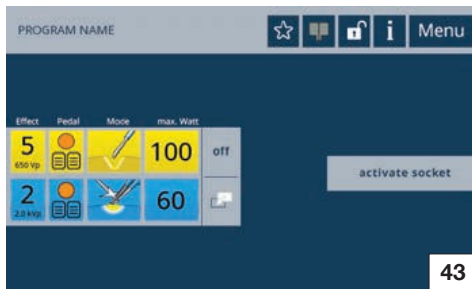 PROGRAM NAME
i Menu
Effect Pedal Mode max. Watt
5 100 off
650 Vp
activate socket
2 60
2.0 kVp
43